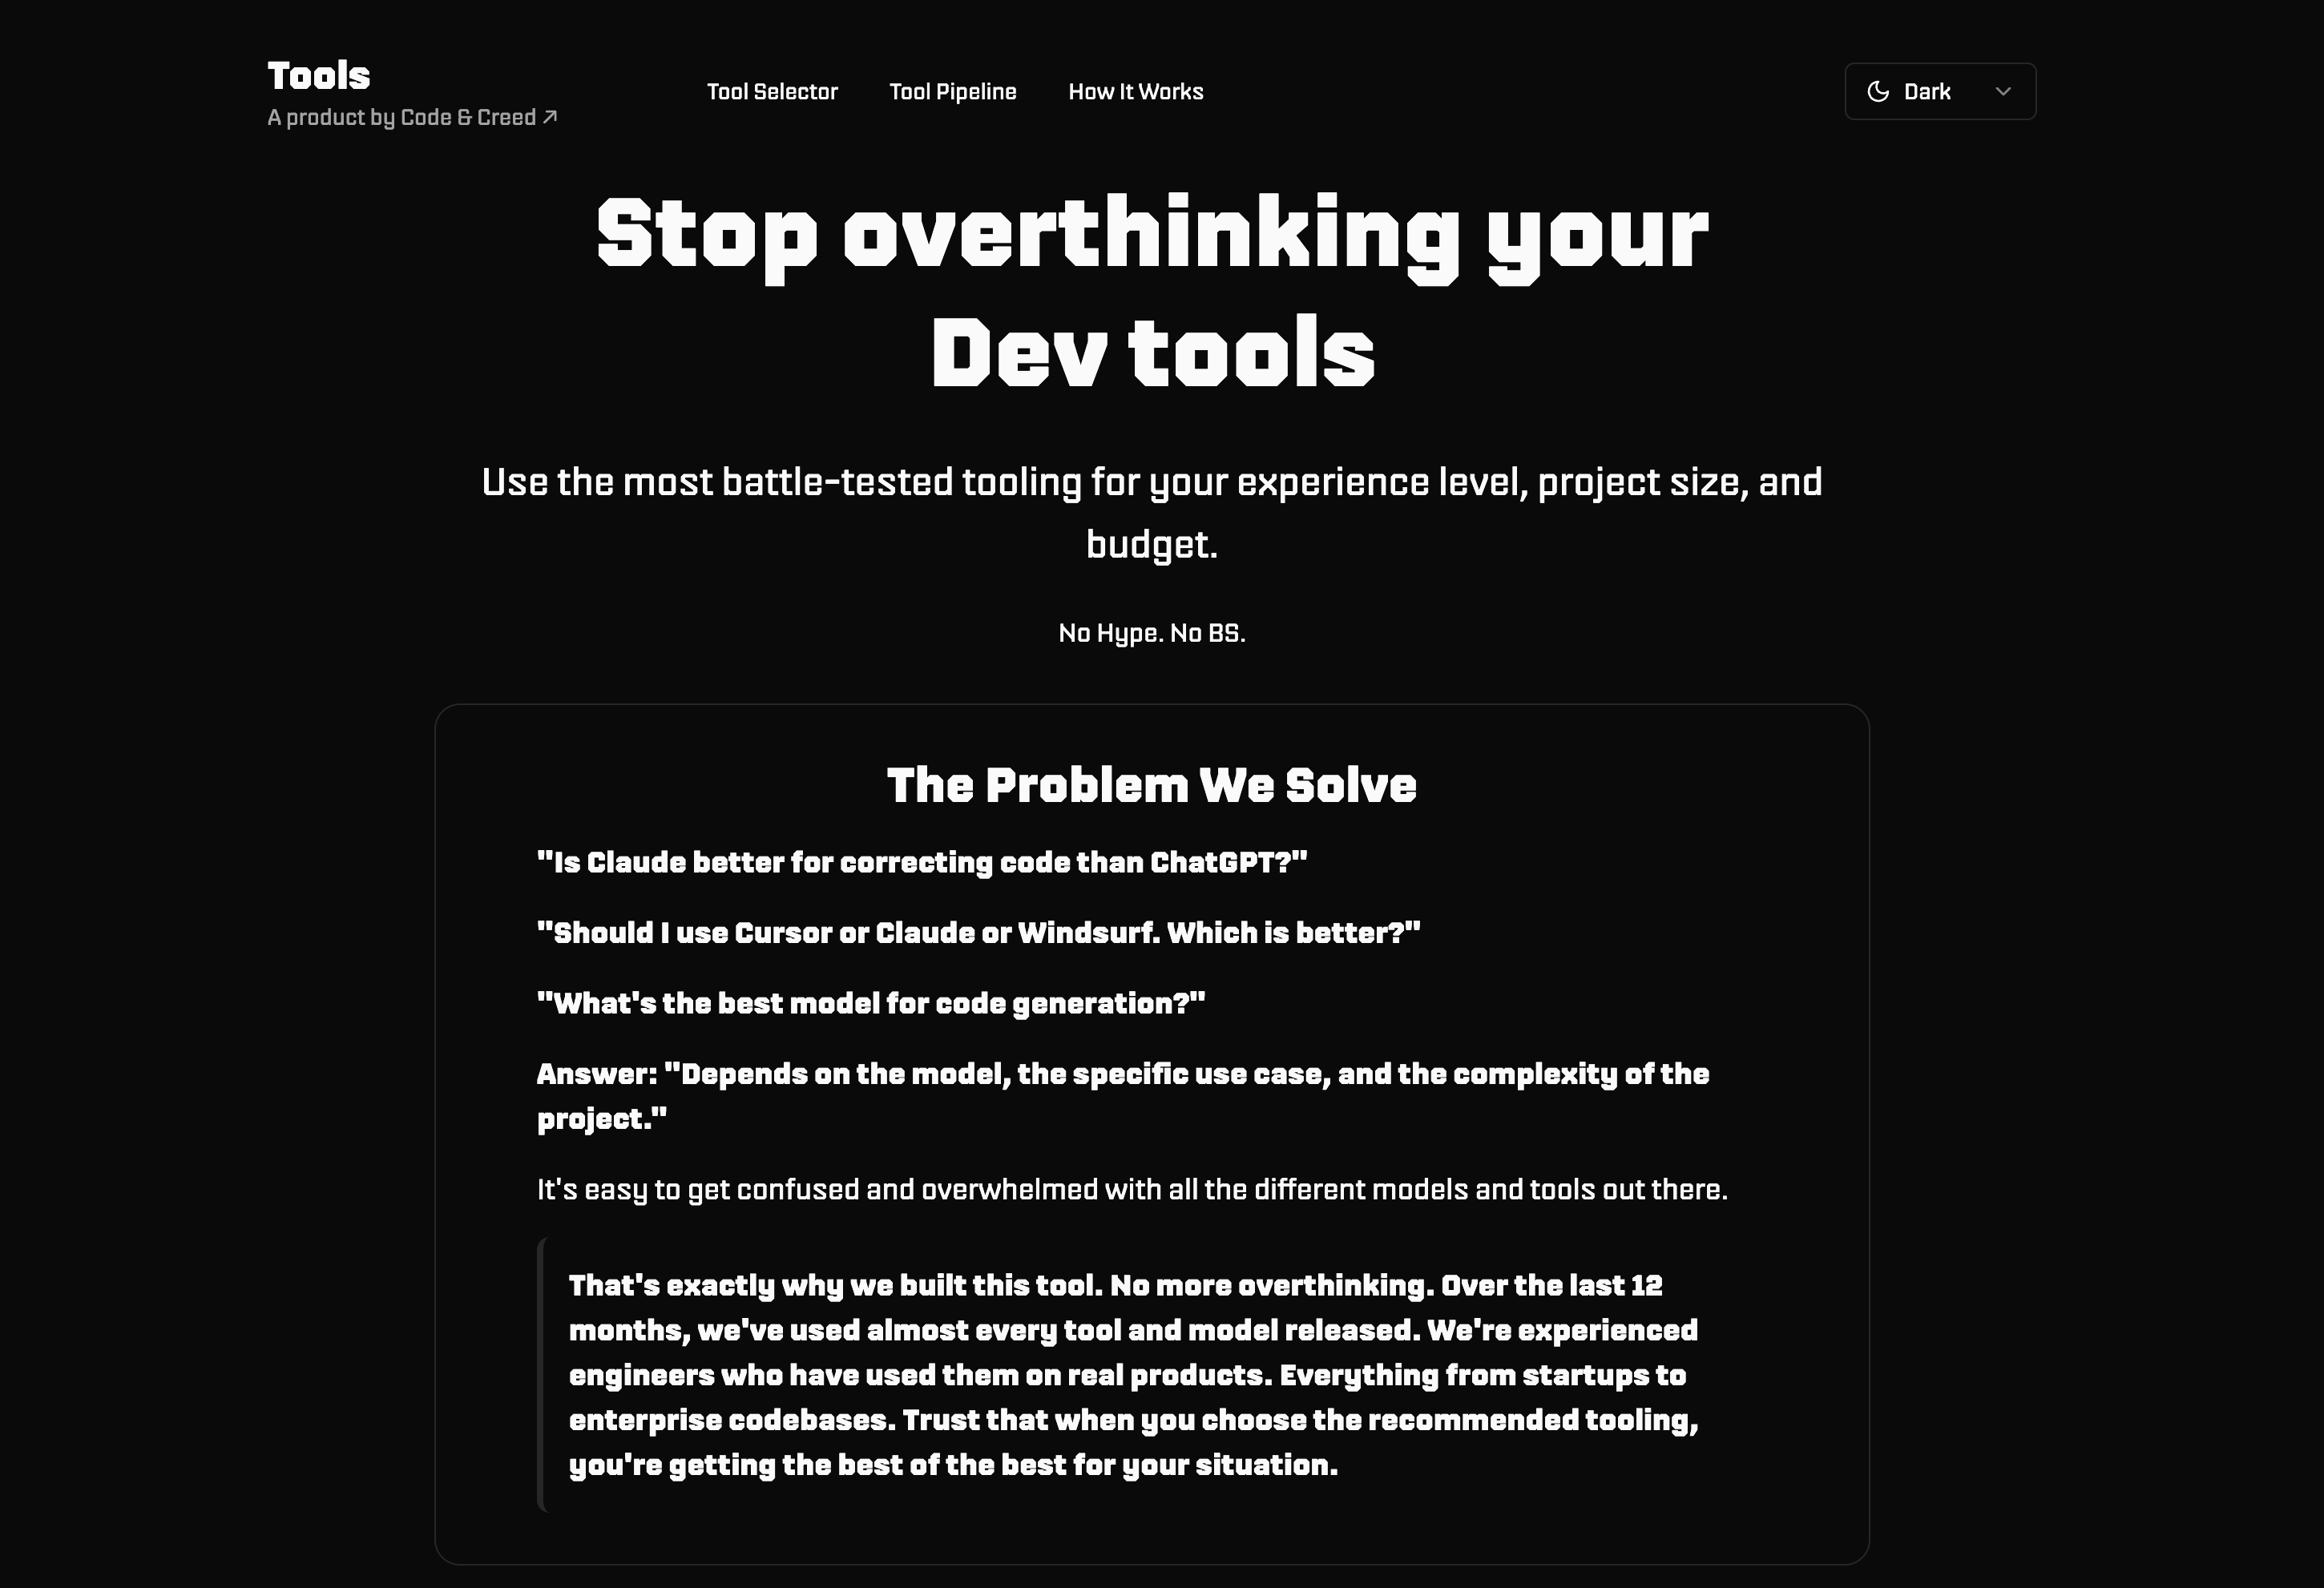 Tools
A product by Code & Creed ↗
Tool Selector
Tool Pipeline
How It Works
Dark
Stop overthinking your
Dev tools
Use the most battle-tested tooling for your experience level, project size, and
budget.
No Hype. No BS.
The Problem We Solve
"Is Claude better for correcting code than ChatGPT?"
"Should I use Cursor or Claude or Windsurf. Which is better?"
"What's the best model for code generation?"
Answer: "Depends on the model, the specific use case, and the complexity of the
project."
It's easy to get confused and overwhelmed with all the different models and tools out there.
That's exactly why we built this tool. No more overthinking. Over the last 12
months, we've used almost every tool and model released. We're experienced
engineers who have used them on real products. Everything from startups to
enterprise codebases. Trust that when you choose the recommended tooling,
you're getting the best of the best for your situation.